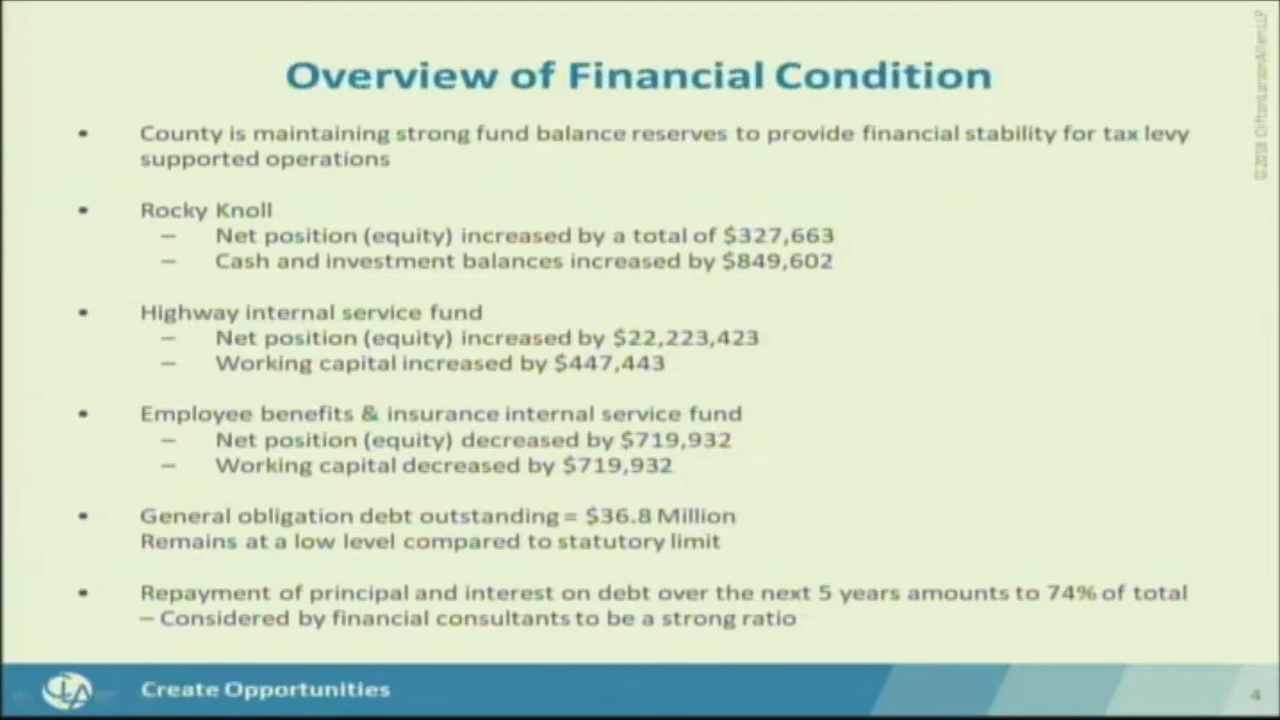 Overview of Financial Condition
• County is maintaining strong fund balance reserves to provide financial stability for tax levy
supported operations
• Rocky Knoll
– Net position (equity) increased by a total of $327,663
– Cash and investment balances increased by $849,602
• Highway internal service fund
– Net position (equity) increased by $22,223,423
– Working capital increased by $447,443
• Employee benefits & insurance internal service fund
– Net position (equity) decreased by $719,932
– Working capital decreased by $719,932
• General obligation debt outstanding = $36.8 Million
Remains at a low level compared to statutory limit
• Repayment of principal and interest on debt over the next 5 years amounts to 74% of total
– Considered by financial consultants to be a strong ratio
CLA
Create Opportunities
4
CliftonLarsonAllen LLP